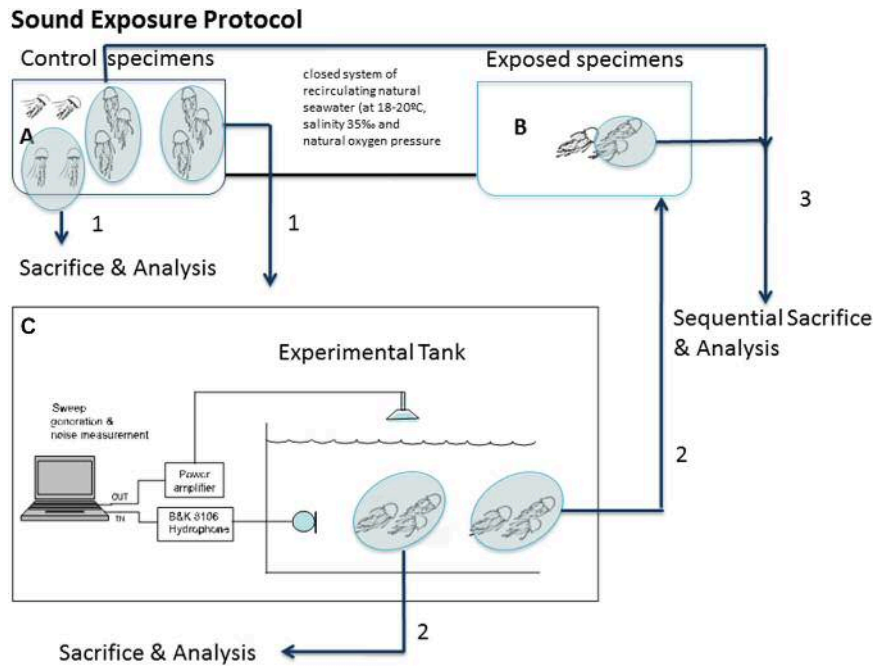 Sound Exposure Protocol
Control specimens
Exposed specimens
closed system of
recirculating natural
seawater (at 18-20ºC,
salinity 35‰ and
natural oxygen pressure
A
B
1
1
3
Sacrifice & Analysis
Sequential Sacrifice
& Analysis
C
Experimental Tank
Sweep
generation &
noise measurement
Power
amplifier
OUT
IN
B&K 8106
Hydrophone
2
2
Sacrifice & Analysis